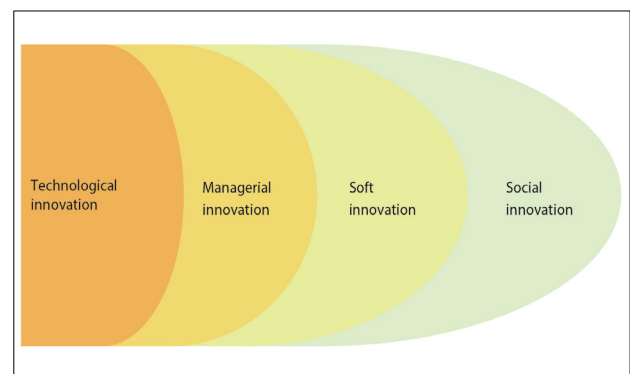 Technological
innovation
Managerial
innovation
Soft
innovation
Social
innovation